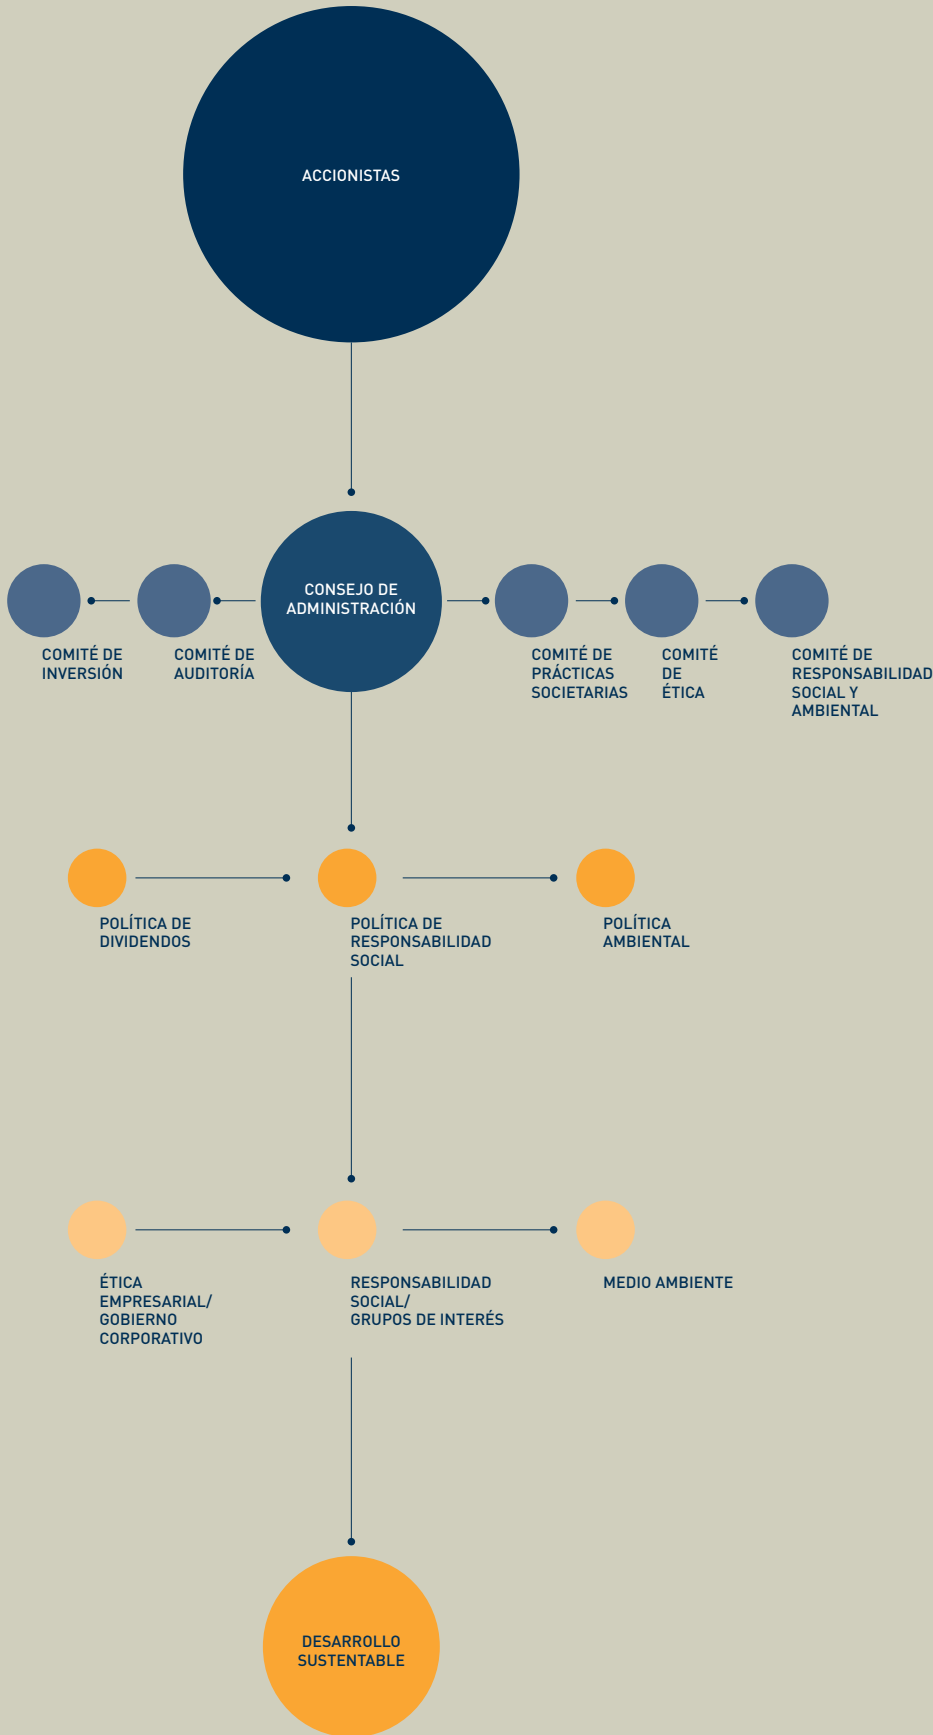 ACCIONISTAS
CONSEJO DE
ADMINISTRACIÓN
COMITÉ DE
INVERSIÓN
COMITÉ DE
AUDITORÍA
COMITÉ DE
PRÁCTICAS
SOCIETARIAS
COMITÉ
DE
ÉTICA
COMITÉ DE
RESPONSABILIDAD
SOCIAL Y
AMBIENTAL
POLÍTICA DE
DIVIDENDOS
POLÍTICA DE
RESPONSABILIDAD
SOCIAL
POLÍTICA
AMBIENTAL
ÉTICA
EMPRESARIAL/
GOBIERNO
CORPORATIVO
RESPONSABILIDAD
SOCIAL/
GRUPOS DE INTERÉS
MEDIO AMBIENTE
DESARROLLO
SUSTENTABLE